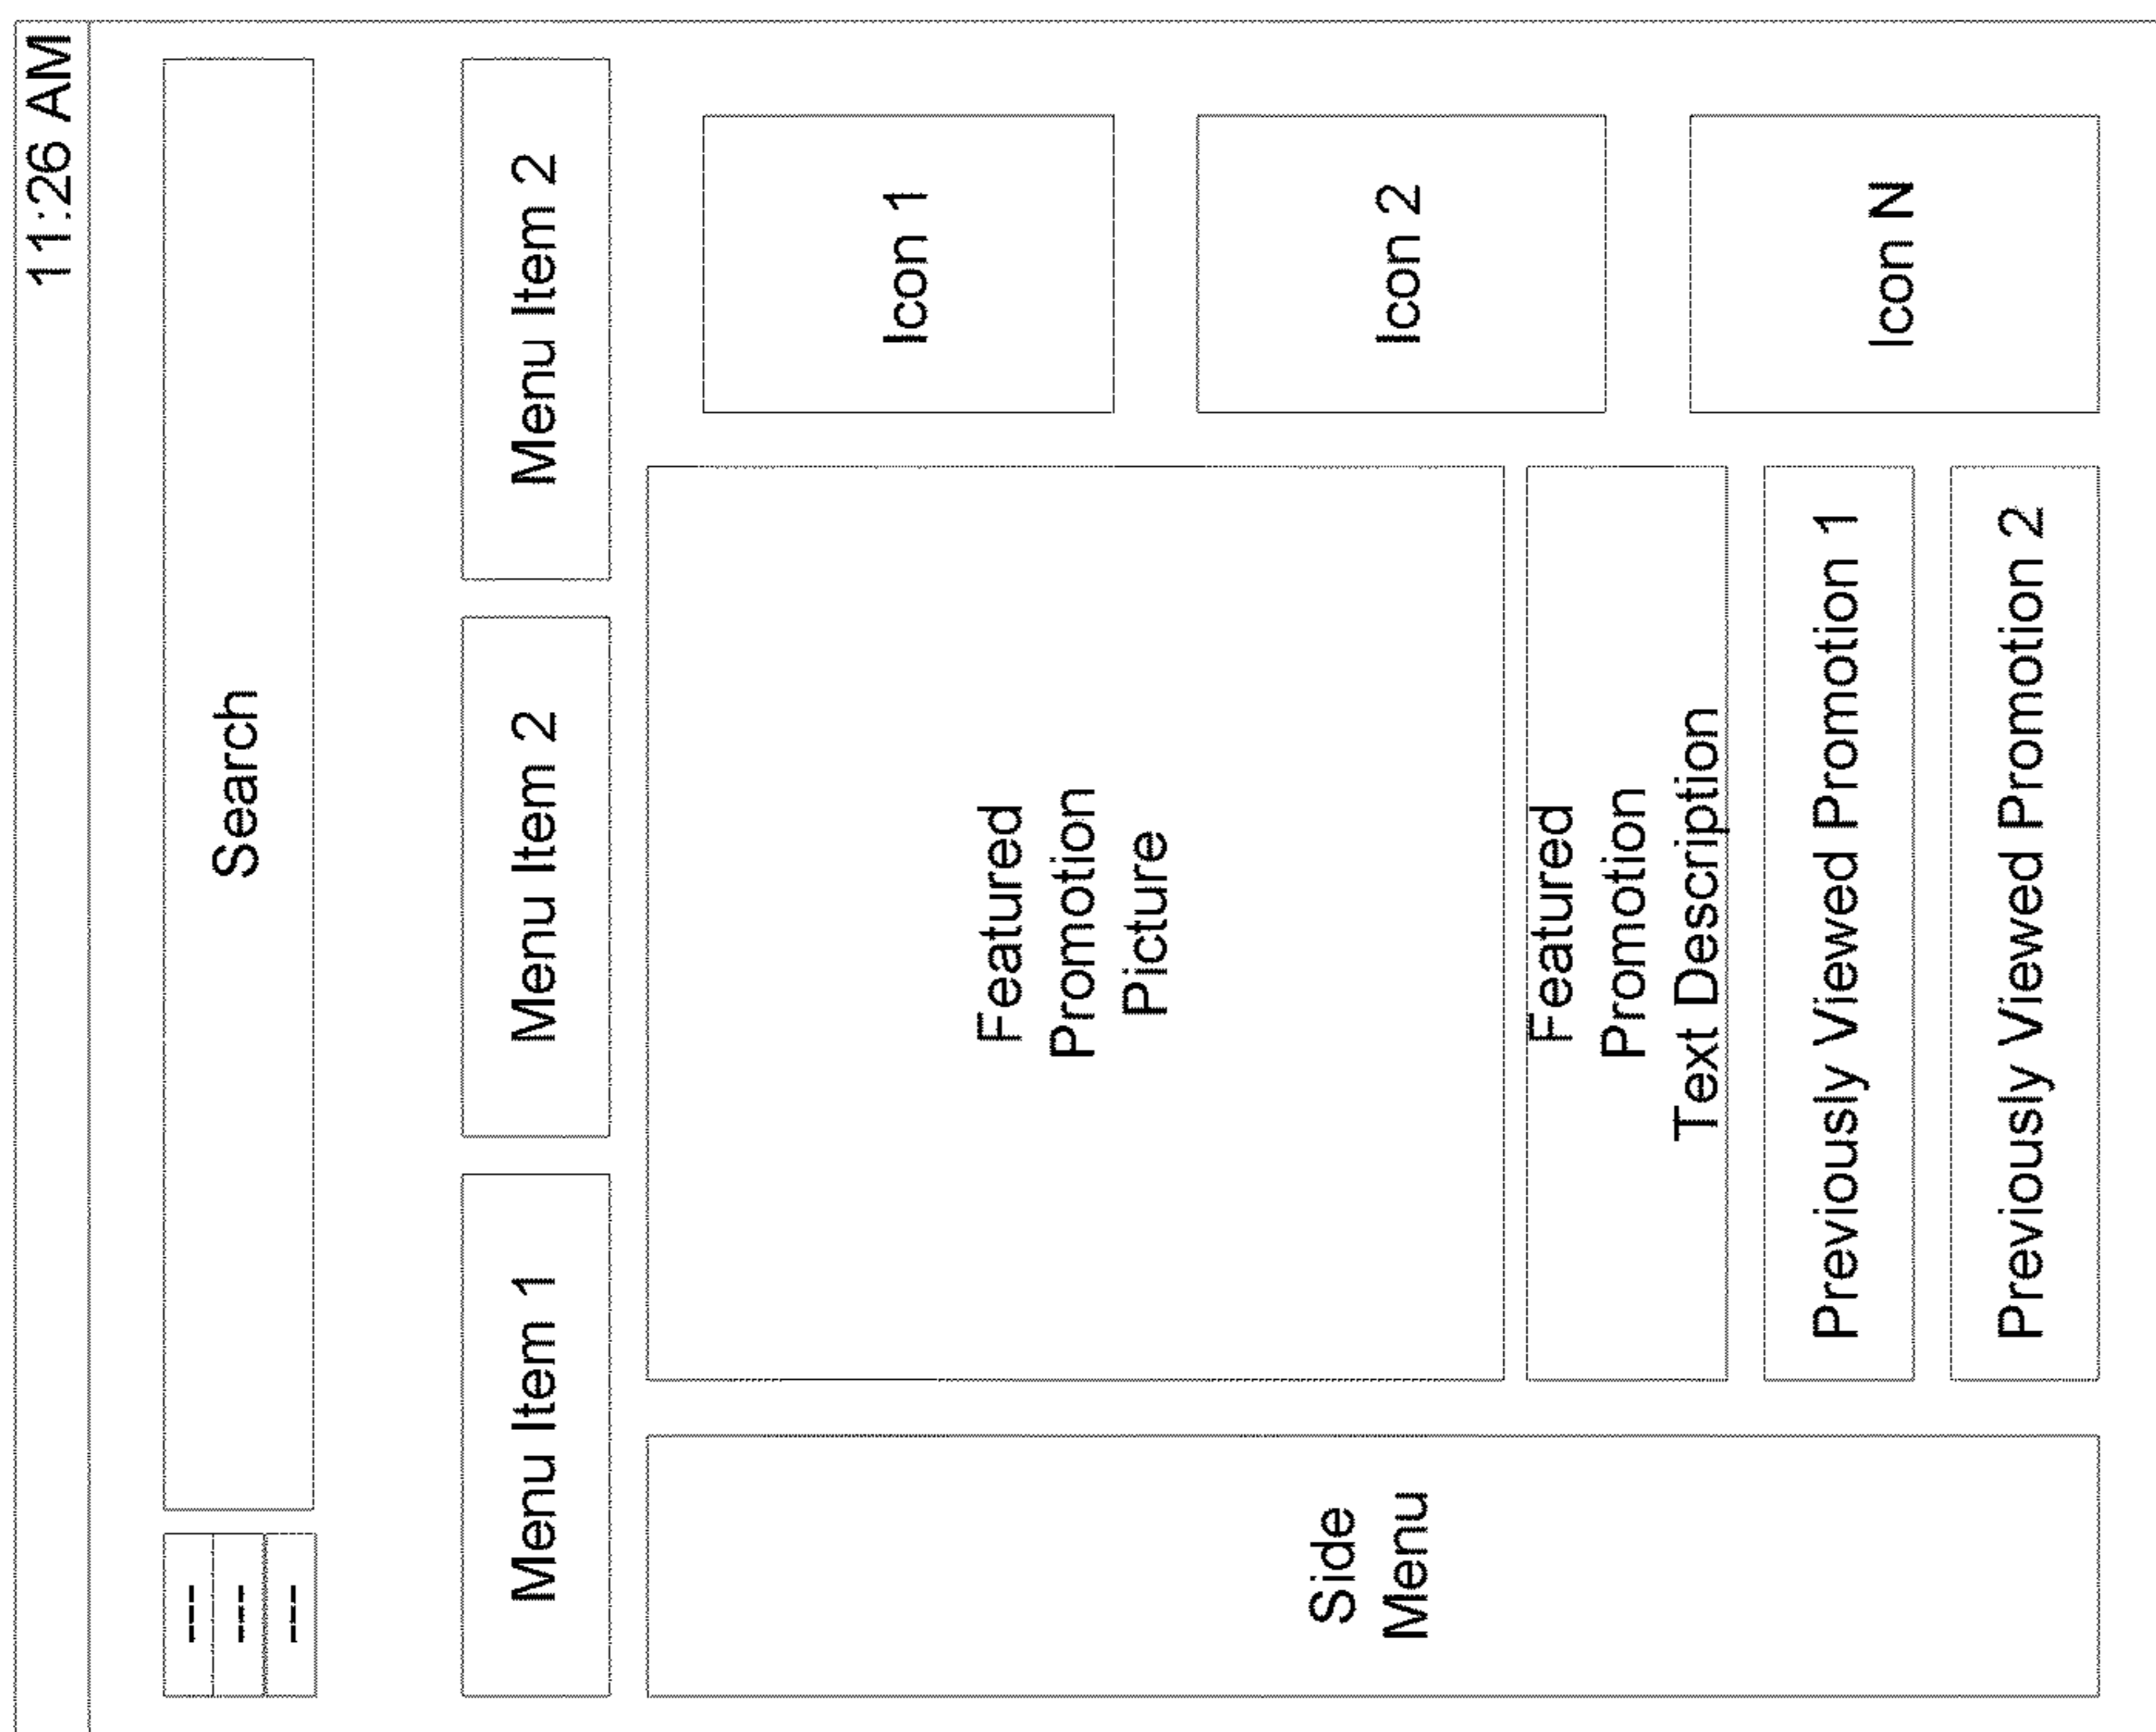 11:26 AM
---
---
---
Search
Menu Item 1
Menu Item 2
Menu Item 2
Side
Menu
Featured
Promotion
Picture
Featured
Promotion
Text Description
Previously Viewed Promotion 1
Previously Viewed Promotion 2
Icon 1
Icon 2
Icon N